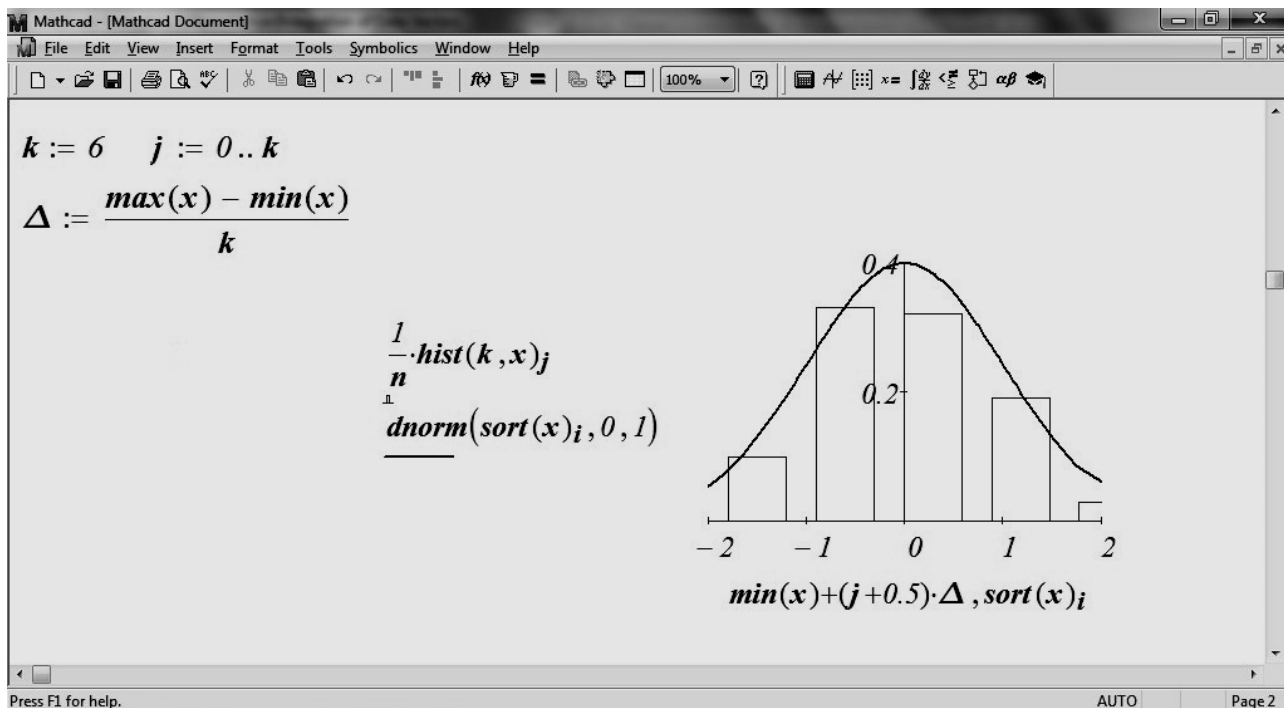 Mathcad - [Mathcad Document]
File Edit View Insert Format Tools Symbolics Window Help
100%
k := 6 j := 0 .. k
Δ := max(x) − min(x)
k
0.4
1
n
·hist(k ,x)j
0.2
dnorm(sort(x)i ,0 ,1)
− 2 − 1 0 1 2
min(x)+(j+0.5)·Δ ,sort(x)i
Press F1 for help. AUTO Page 2